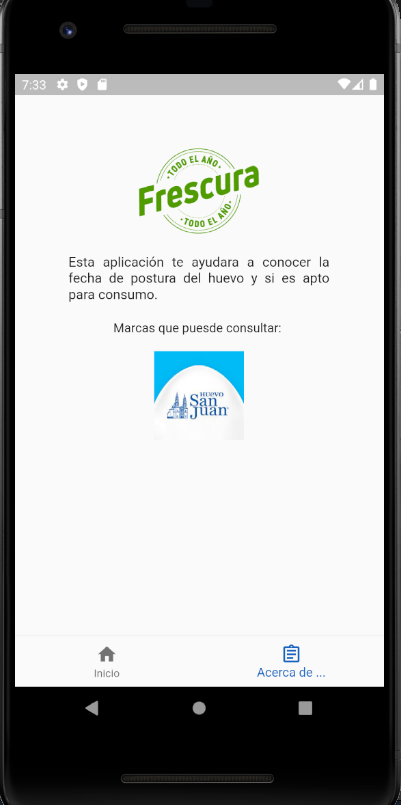 7:33
TODO EL AÑO
Frescura
TODO EL AÑO
Esta aplicación te ayudara a conocer la
fecha de postura del huevo y si es apto
para consumo.
Marcas que puesde consultar:
HUEVO
San
Juan
Inicio
Acerca de ...